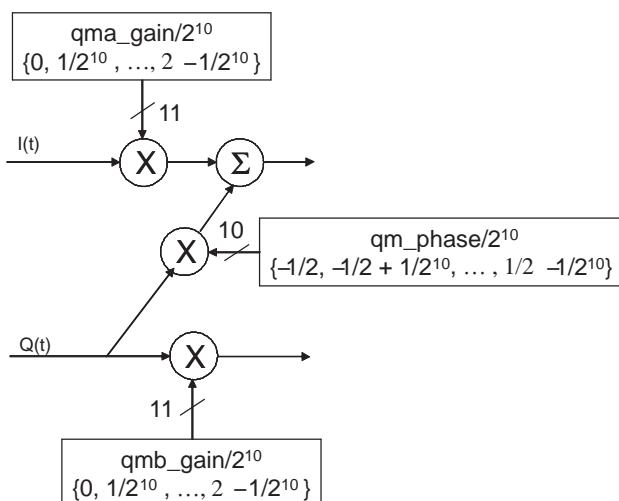 qma_gain/2¹⁰
{0, 1/2¹⁰ , ..., 2 −1/2¹⁰}
11
I(t)
X
Σ
X
10
qm_phase/2¹⁰
{−1/2, −1/2 + 1/2¹⁰, ... , 1/2 −1/2¹⁰}
Q(t)
X
11
qmb_gain/2¹⁰
{0, 1/2¹⁰ , ..., 2 −1/2¹⁰}